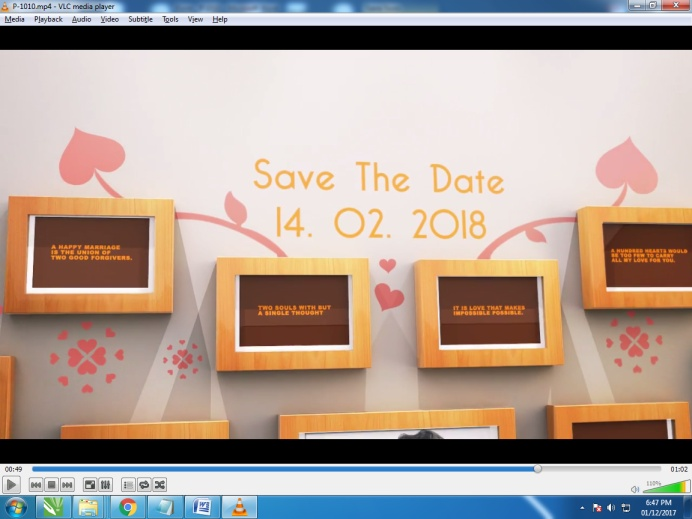 P-1010.mp4 - VLC media player
Media Playback Audio Video Subtitle Tools View Help
Save The Date
14. 02. 2018
A HAPPY MARRIAGE
IS THE UNION OF
TWO GOOD FORGIVERS.
TWO SOULS WITH BUT
A SINGLE THOUGHT
IT IS LOVE THAT MAKES
IMPOSSIBLE POSSIBLE.
A HUNDRED HEARTS WOULD
BE TOO FEW TO CARRY
ALL MY LOVE FOR YOU.
00:49
01:02
110%
6:47 PM
01/12/2017